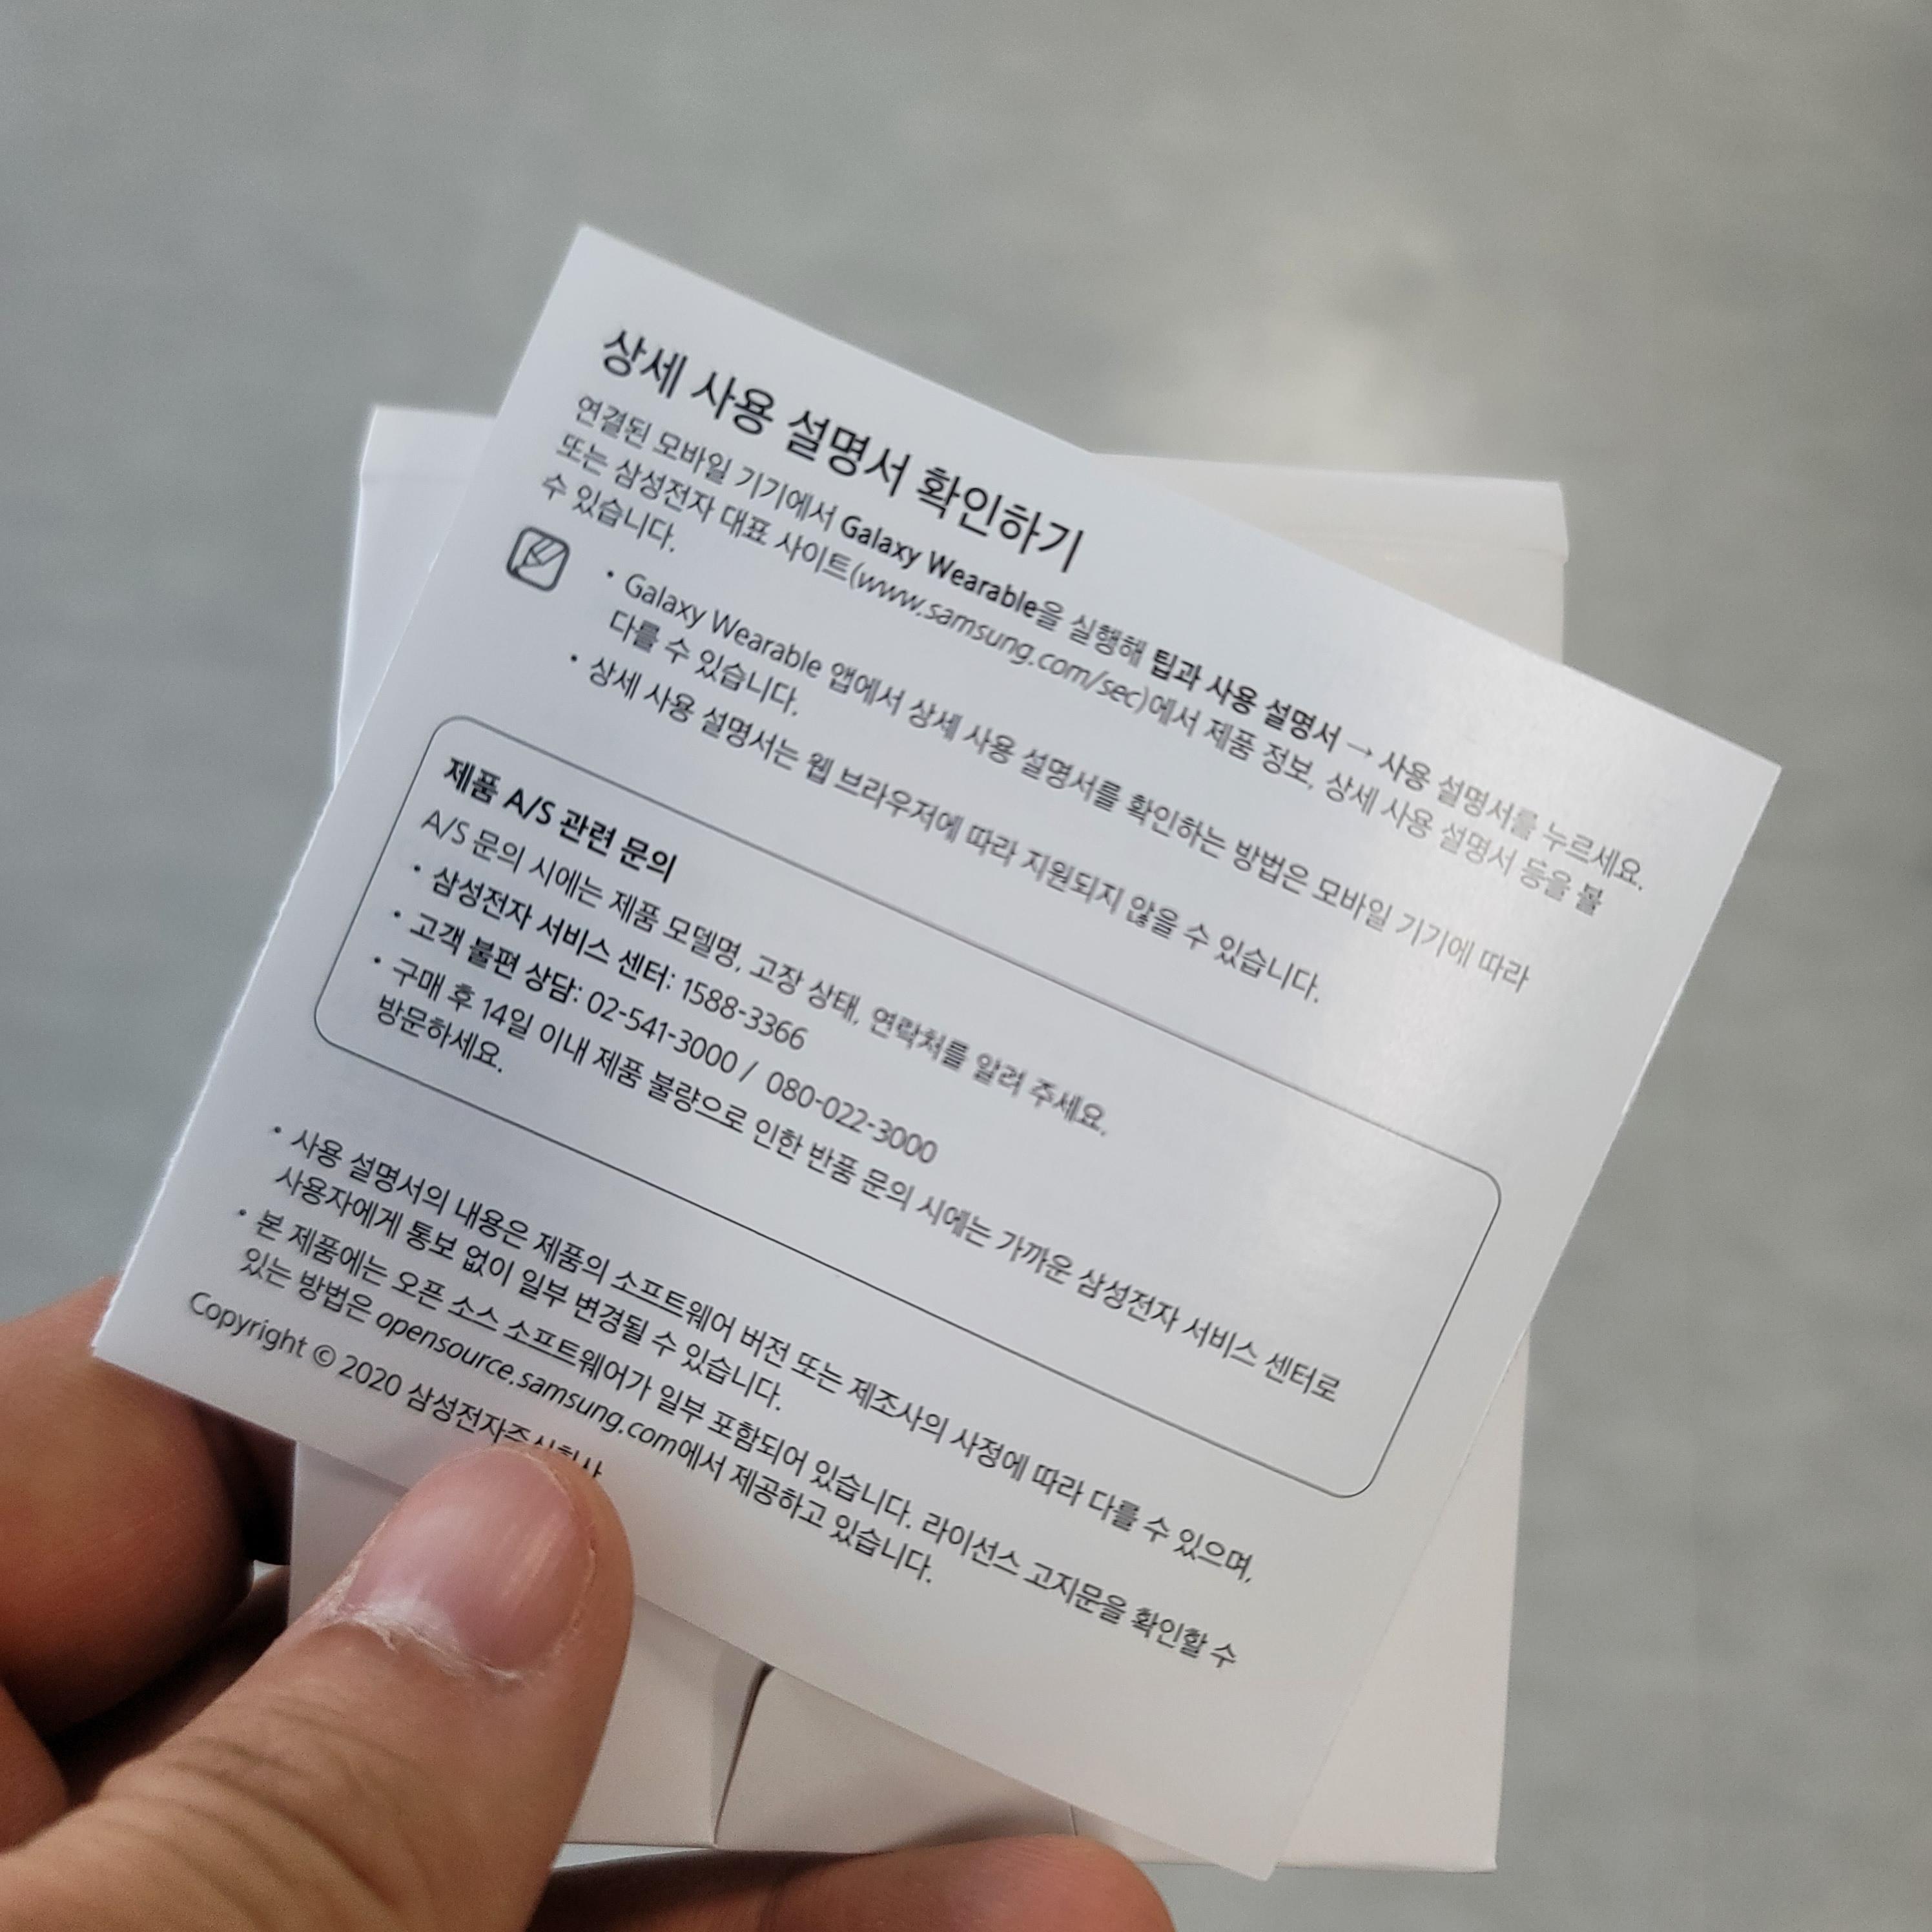 상세 사용 설명서 확인하기
연결된 모바일 기기에서 Galaxy Wearable을 실행해 팁과 사용 설명서 → 사용 설명서를 누르세요.
또는 삼성전자 대표 사이트(www.samsung.com/sec)에서 제품 정보, 상세 사용 설명서 등을 볼
수 있습니다.
• Galaxy Wearable 앱에서 상세 사용 설명서를 확인하는 방법은 모바일 기기에 따라
다를 수 있습니다.
• 상세 사용 설명서는 웹 브라우저에 따라 지원되지 않을 수 있습니다.
제품 A/S 관련 문의
A/S 문의 시에는 제품 모델명, 고장 상태, 연락처를 알려 주세요.
• 삼성전자 서비스 센터: 1588-3366
• 고객 불편 상담: 02-541-3000 / 080-022-3000
• 구매 후 14일 이내 제품 불량으로 인한 반품 문의 시에는 가까운 삼성전자 서비스 센터로
방문하세요.
• 사용 설명서의 내용은 제품의 소프트웨어 버전 또는 제조사의 사정에 따라 다를 수 있으며,
사용자에게 통보 없이 일부 변경될 수 있습니다.
• 본 제품에는 오픈 소스 소프트웨어가 일부 포함되어 있습니다. 라이선스 고지문을 확인할 수
있는 방법은 opensource.samsung.com에서 제공하고 있습니다.
Copyright © 2020 삼성전자주식회사